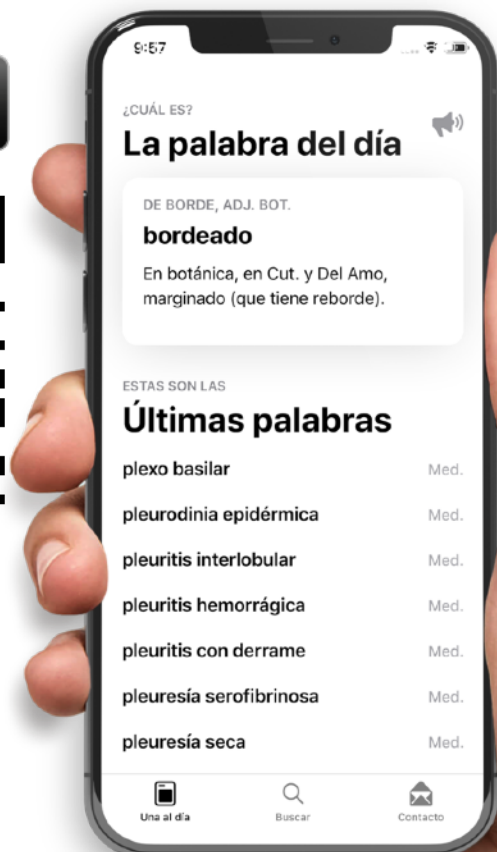 9:57
¿CUÁL ES?
La palabra del día
DE BORDE, ADJ. BOT.
bordeado
En botánica, en Cut. y Del Amo,
marginado (que tiene reborde).
ESTAS SON LAS
Últimas palabras
plexo basilar Med.
pleurodinia epidérmica Med.
pleuritis interlobular Med.
pleuritis hemorrágica Med.
pleuritis con derrame Med.
pleuresía serofibrinosa Med.
pleuresía seca Med.
Una al día Buscar Contacto